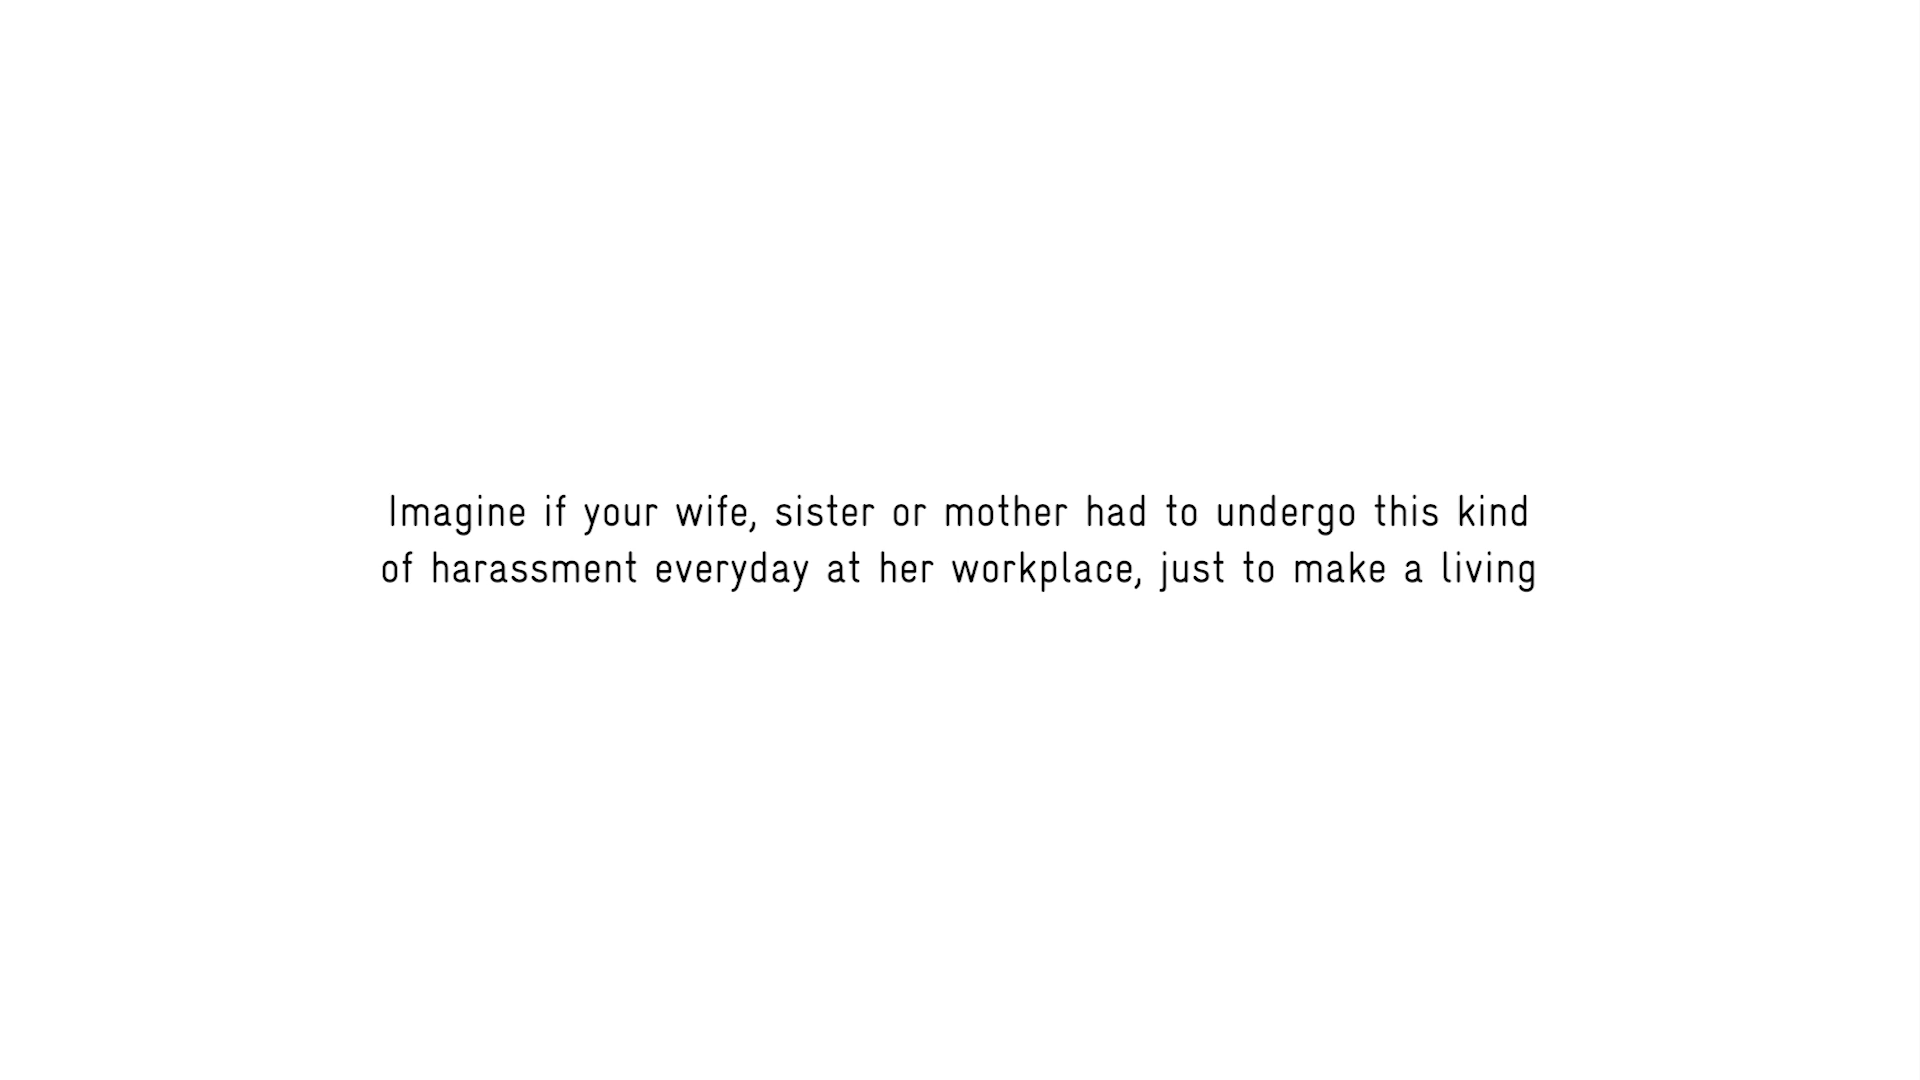 Imagine if your wife, sister or mother had to undergo this kind
of harassment everyday at her workplace, just to make a living